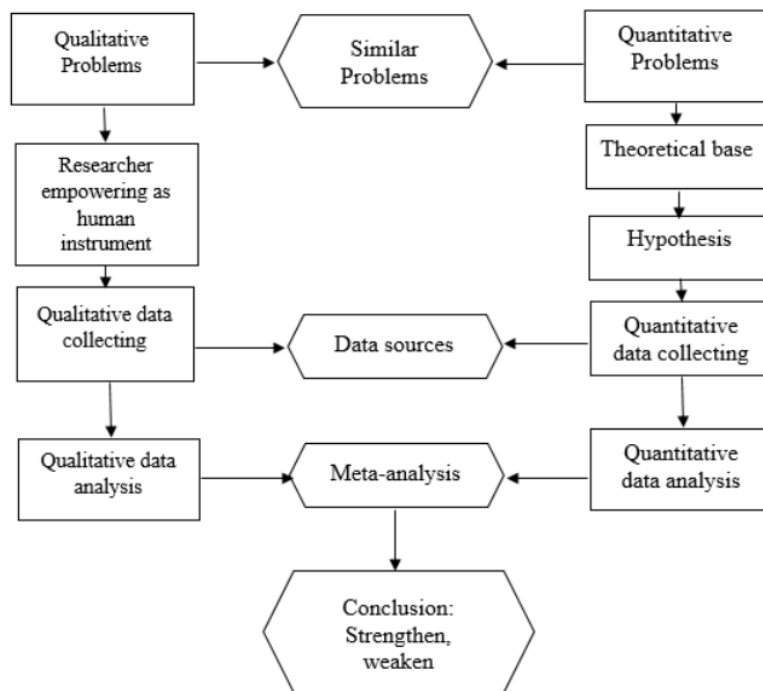 Qualitative
Problems
Similar
Problems
Quantitative
Problems
Researcher
empowering as
human
instrument
Theoretical base
Hypothesis
Qualitative data
collecting
Data sources
Quantitative
data collecting
Qualitative data
analysis
Meta-analysis
Quantitative
data analysis
Conclusion:
Strengthen,
weaken